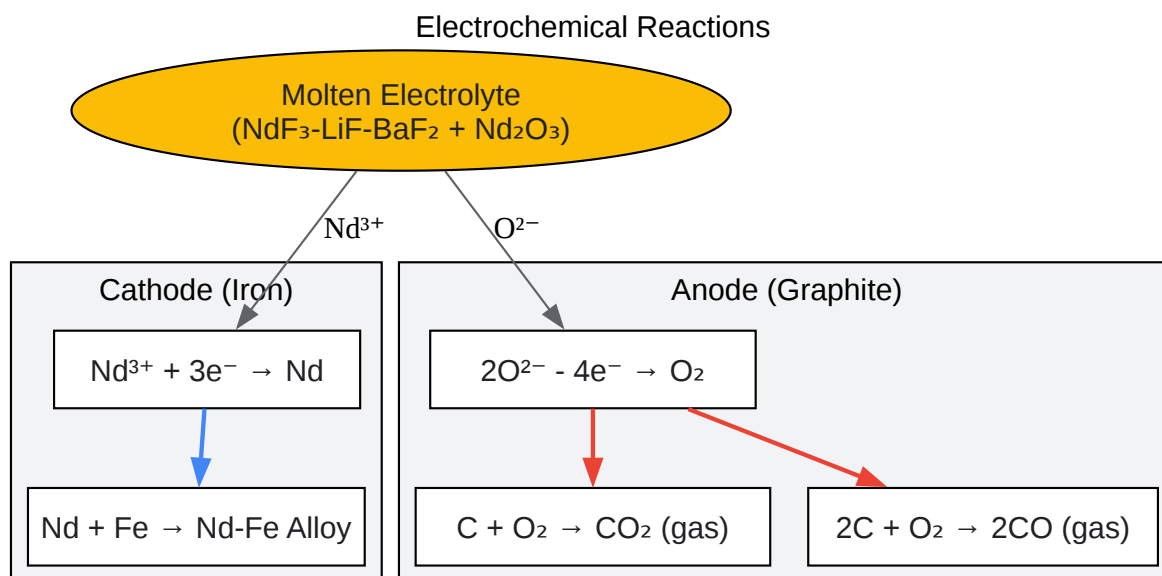 Electrochemical Reactions
Molten Electrolyte
(NdF₃-LiF-BaF₂ + Nd₂O₃)
Nd³⁺
O²⁻
Cathode (Iron)
Anode (Graphite)
Nd³⁺ + 3e⁻ → Nd
2O²⁻ - 4e⁻ → O₂
Nd + Fe → Nd-Fe Alloy
C + O₂ → CO₂ (gas)
2C + O₂ → 2CO (gas)